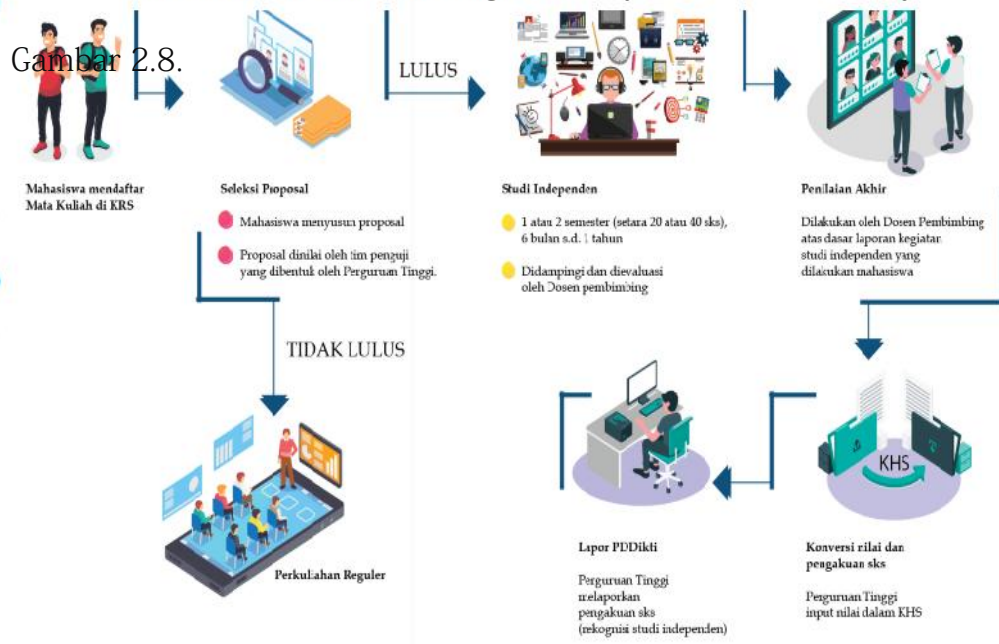 Gambar 2.8.
LULUS
Mahasiswa mendaftar
Mata Kuliah di KRS
Seleksi Proposal
Mahasiswa menyusun proposal
Proposal dinilai oleh tim penguji
yang dibentuk oleh Perguruan Tinggi.
Studi Independen
1 atau 2 semester (setara 20 atau 40 sks),
6 bulan s.d. 1 tahun
Didampingi dan dievaluasi
oleh Dosen pembimbing
Penilaian Akhir
Dilakukan oleh Dosen Pembimbing
atas dasar laporan kegiatan
studi independen yang
dilakukan mahasiswa
TIDAK LULUS
Perkuliahan Reguler
Lapor PDDikti
Perguruan Tinggi
melaporkan
pengakuan sks
(rekognisi studi independen)
KHS
Konversi nilai dan
pengakuan sks
Perguruan Tinggi
input nilai dalam KHS